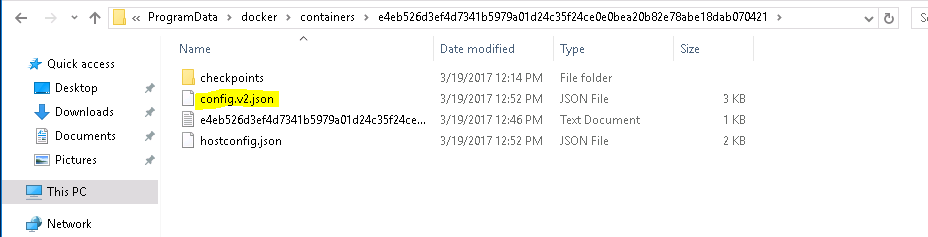 ProgramData > docker > containers > e4eb526d3ef4d7341b5979a01d24c35f24ce0e0bea20b82e78abe18dab070421 >
Name Date modified Type Size
Quick access
Desktop
Downloads
Documents
Pictures
This PC
Network
checkpoints 3/19/2017 12:14 PM File folder
config.v2.json 3/19/2017 12:52 PM JSON File 3 KB
e4eb526d3ef4d7341b5979a01d24c35f24ce... 3/19/2017 12:46 PM Text Document 1 KB
hostconfig.json 3/19/2017 12:52 PM JSON File 2 KB